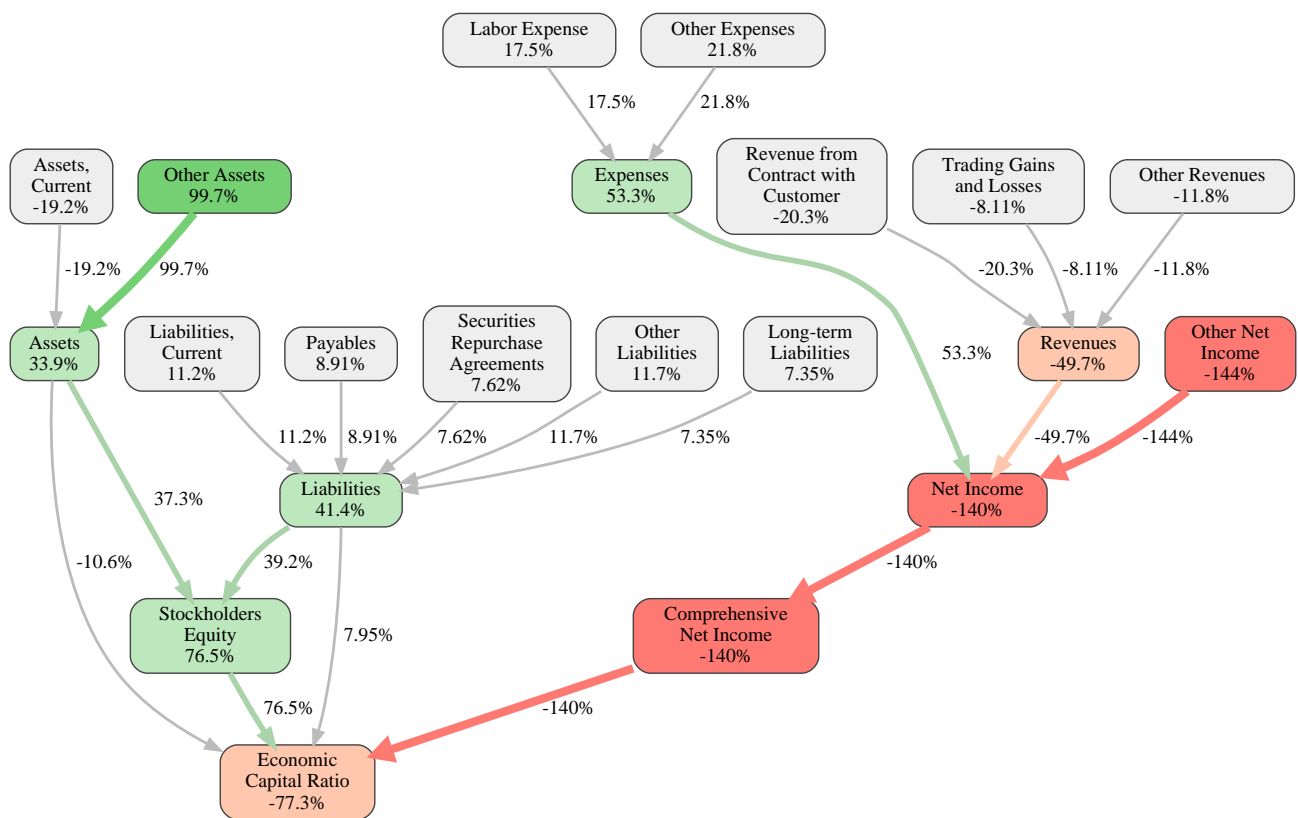 Labor Expense
17.5%
Other Expenses
21.8%
17.5%
21.8%
Assets,
Current
-19.2%
Other Assets
99.7%
Expenses
53.3%
Revenue from
Contract with
Customer
-20.3%
Trading Gains
and Losses
-8.11%
Other Revenues
-11.8%
-19.2%
99.7%
-20.3%
-8.11%
-11.8%
Assets
33.9%
Liabilities,
Current
11.2%
Payables
8.91%
Securities
Repurchase
Agreements
7.62%
Other
Liabilities
11.7%
Long-term
Liabilities
7.35%
53.3%
Revenues
-49.7%
Other Net
Income
-144%
11.2%
8.91%
7.62%
11.7%
7.35%
-49.7%
-144%
37.3%
Liabilities
41.4%
Net Income
-140%
-10.6%
39.2%
-140%
Stockholders
Equity
76.5%
7.95%
Comprehensive
Net Income
-140%
76.5%
-140%
Economic
Capital Ratio
-77.3%